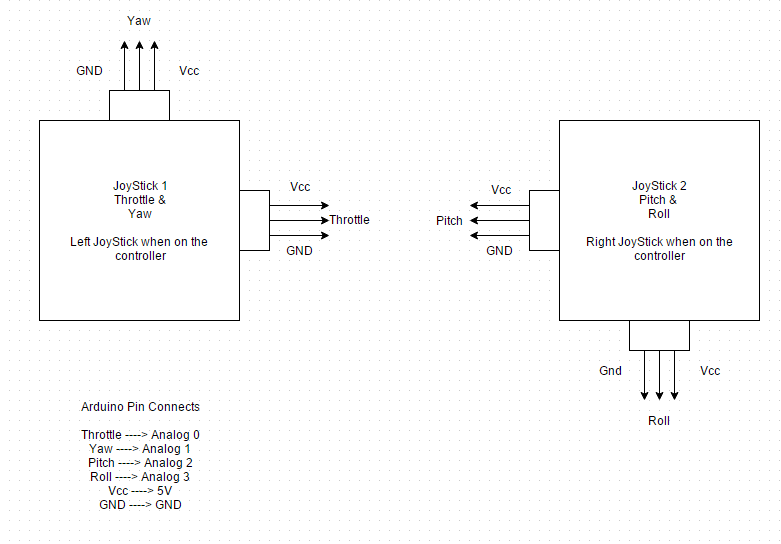 Yaw
GND
Vcc
JoyStick 1
Throttle &
Yaw
Left JoyStick when on the
controller
Vcc
Throttle
GND
Vcc
Pitch
GND
JoyStick 2
Pitch &
Roll
Right JoyStick when on the
controller
Gnd
Vcc
Roll
Arduino Pin Connects
Throttle ----> Analog 0
Yaw ----> Analog 1
Pitch ----> Analog 2
Roll ----> Analog 3
Vcc ----> 5V
GND ----> GND